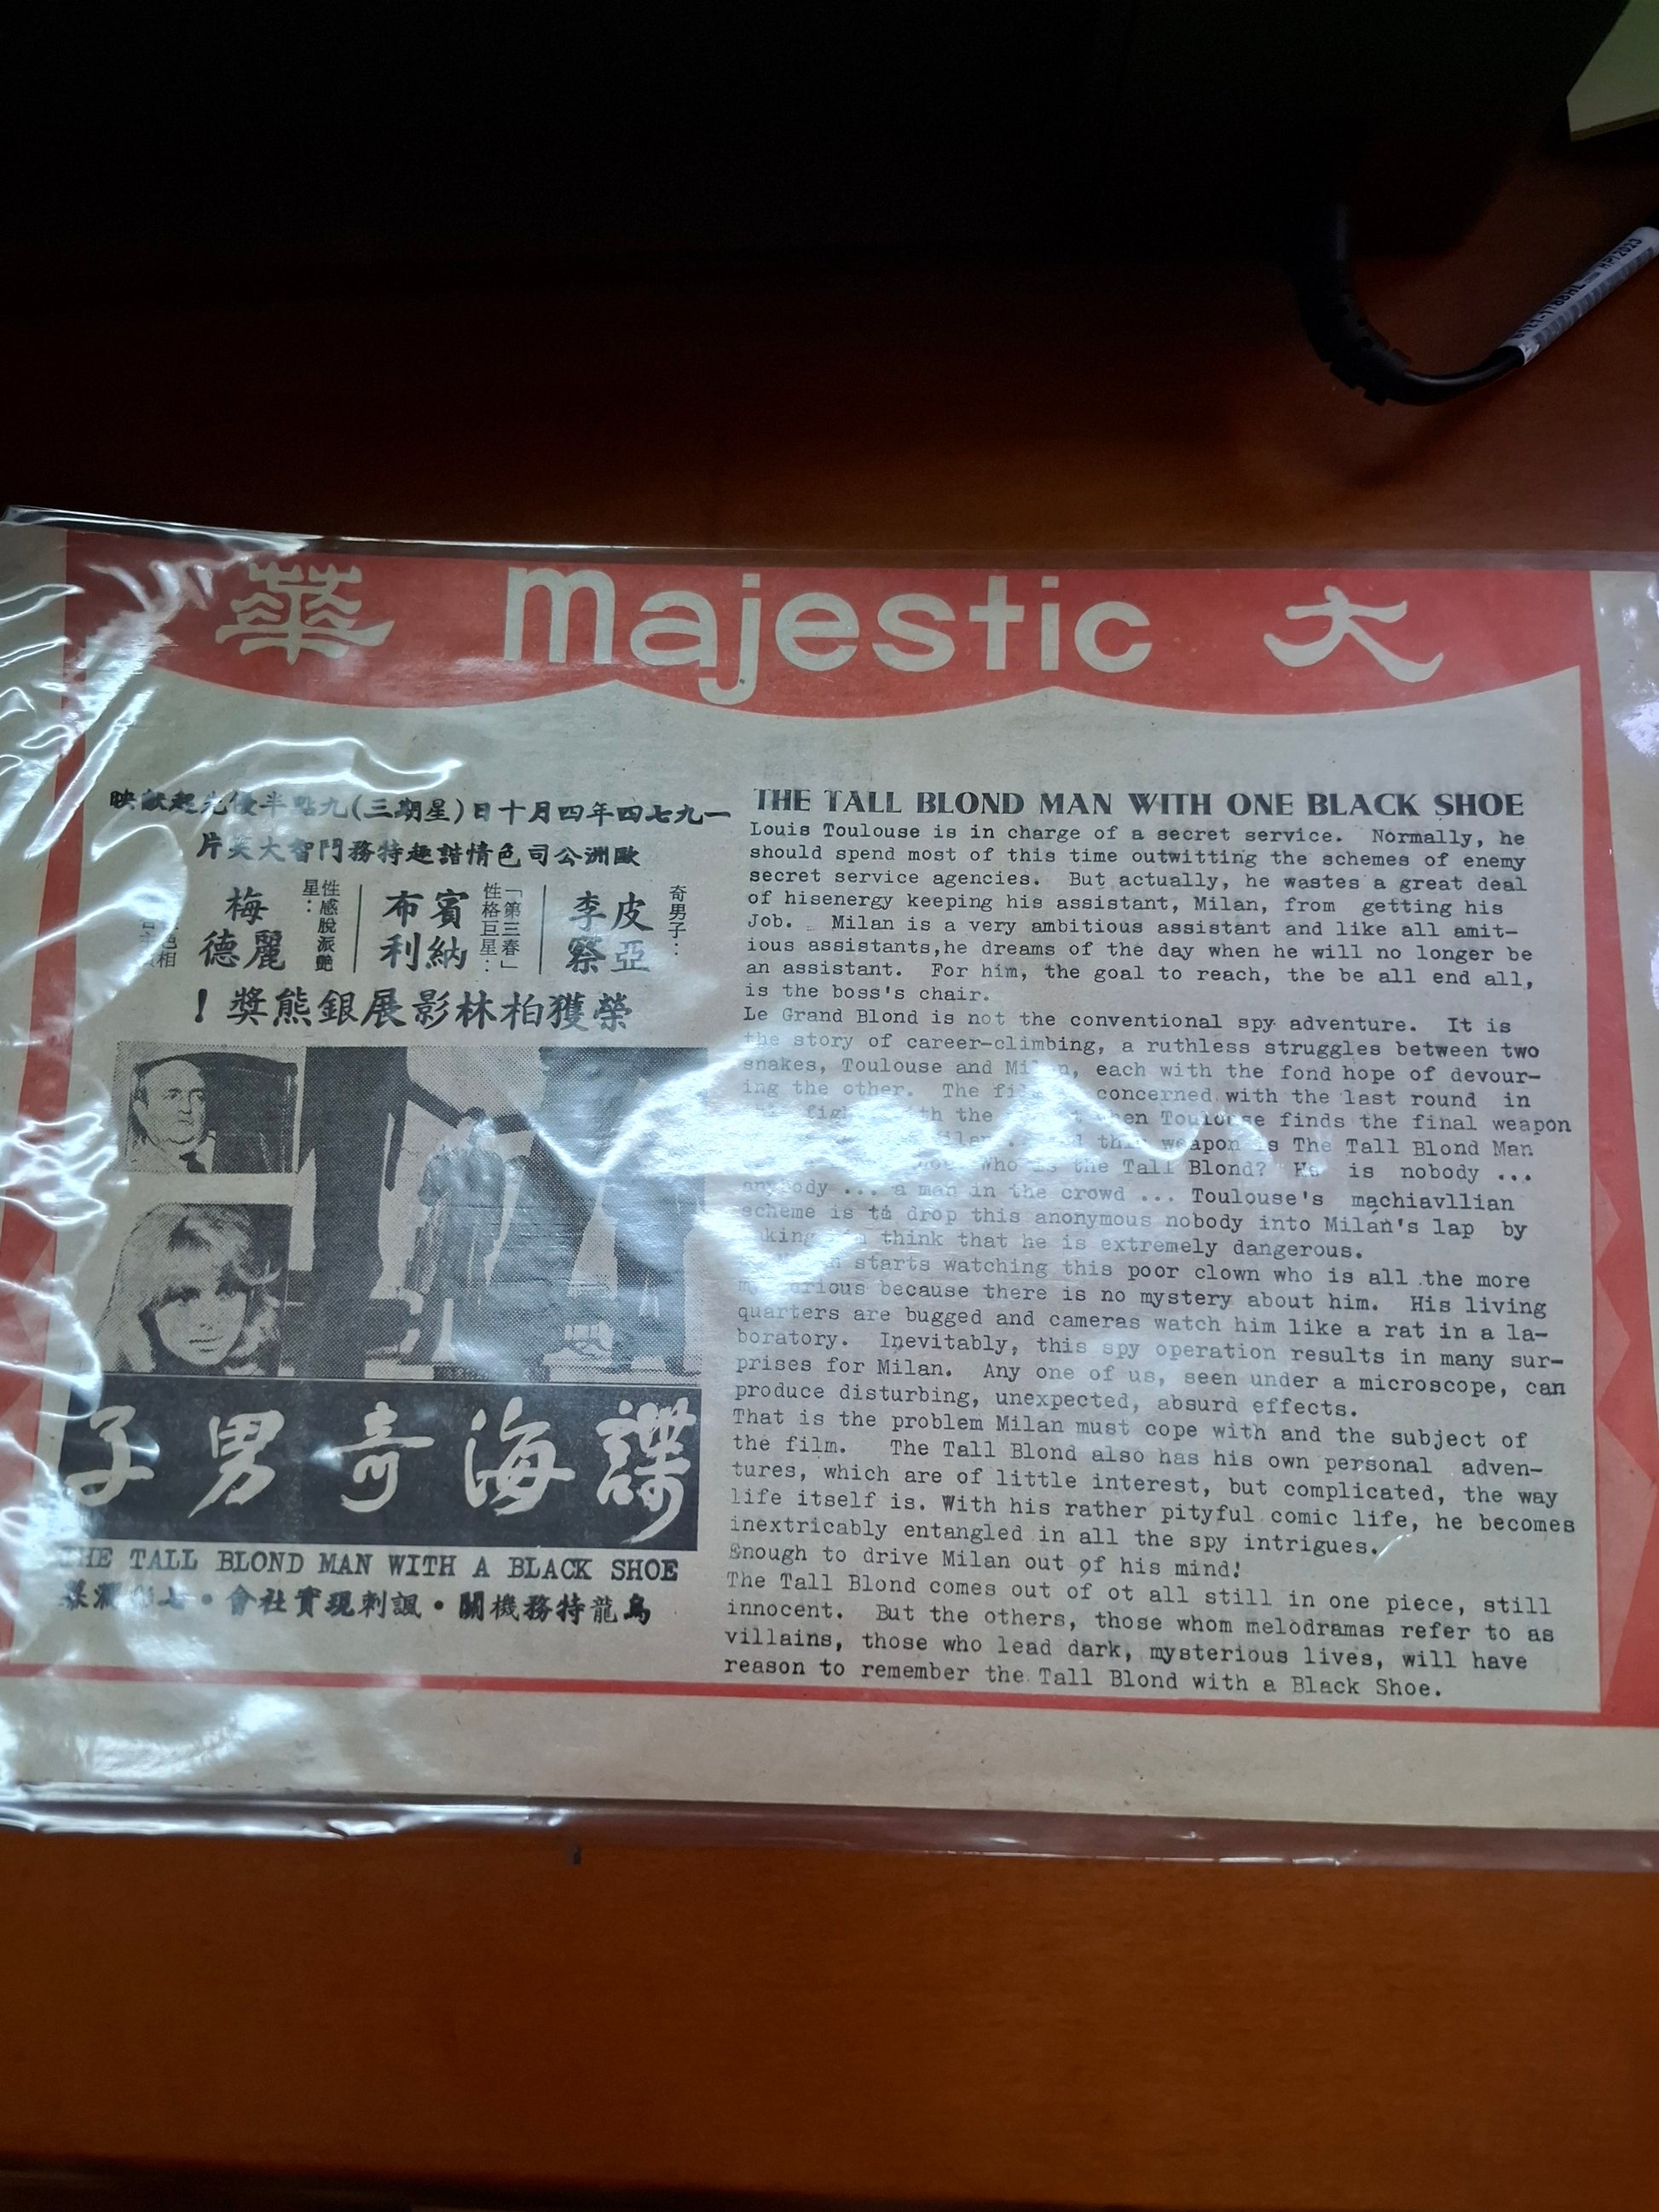 大 majestic 華
一九七四年四月十日(星期三)九點半優先起獻映
歐洲公司色情諧趣特務鬥智大笑片
奇男子：
皮亞
李察
「第三春」
性格巨星：
賓納
布利
性感脫派艷
星：
梅
麗德
榮獲柏林影展銀熊獎！
諜海奇男子
THE TALL BLOND MAN WITH A BLACK SHOE
烏龍特務機關・諷刺現實社會・七彩
THE TALL BLOND MAN WITH ONE BLACK SHOE
Louis Toulouse is in charge of a secret service. Normally, he
should spend most of this time outwitting the schemes of enemy
secret service agencies. But actually, he wastes a great deal
of hisenergy keeping his assistant, Milan, from getting his
Job. Milan is a very ambitious assistant and like all amit-
ious assistants,he dreams of the day when he will no longer be
an assistant. For him, the goal to reach, the be all end all,
is the boss's chair.
Le Grand Blond is not the conventional spy adventure. It is
the story of career-climbing, a ruthless struggles between two
snakes, Toulouse and Milan, each with the fond hope of devour-
ing the other. The concerned with the last round in
with the when Toulouse finds the final weapon
this weapon is The Tall Blond Man
Who is the Tall Blond? He is nobody ...
anybody ... a man in the crowd ... Toulouse's machiavllian
scheme is to drop this anonymous nobody into Milan's lap by
making him think that he is extremely dangerous.
starts watching this poor clown who is all the more
mysterious because there is no mystery about him. His living
quarters are bugged and cameras watch him like a rat in a la-
boratory. Inevitably, this spy operation results in many sur-
prises for Milan. Any one of us, seen under a microscope, can
produce disturbing, unexpected, absurd effects.
That is the problem Milan must cope with and the subject of
the film. The Tall Blond also has his own personal adven-
tures, which are of little interest, but complicated, the way
life itself is. With his rather pityful comic life, he becomes
inextricably entangled in all the spy intrigues.
Enough to drive Milan out of his mind!
The Tall Blond comes out of ot all still in one piece, still
innocent. But the others, those whom melodramas refer to as
villains, those who lead dark, mysterious lives, will have
reason to remember the Tall Blond with a Black Shoe.